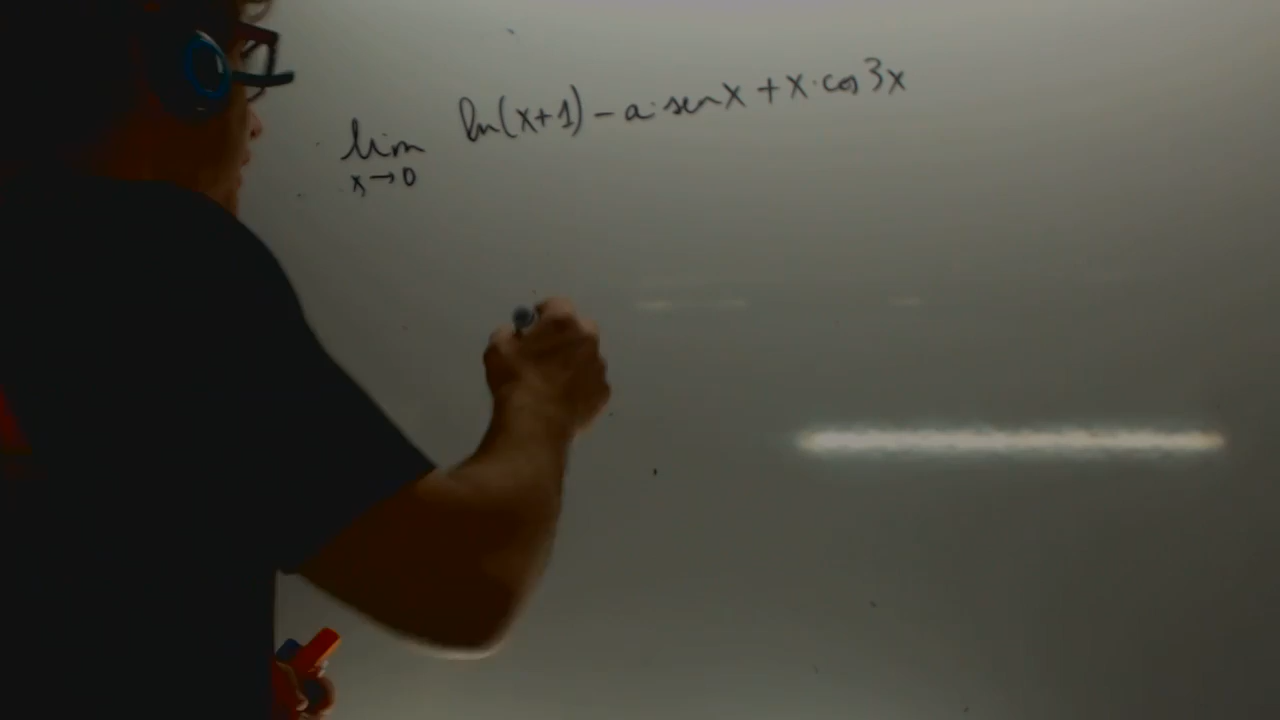 lim ln(x+1) - a·sen x + x·cos 3x
x→0